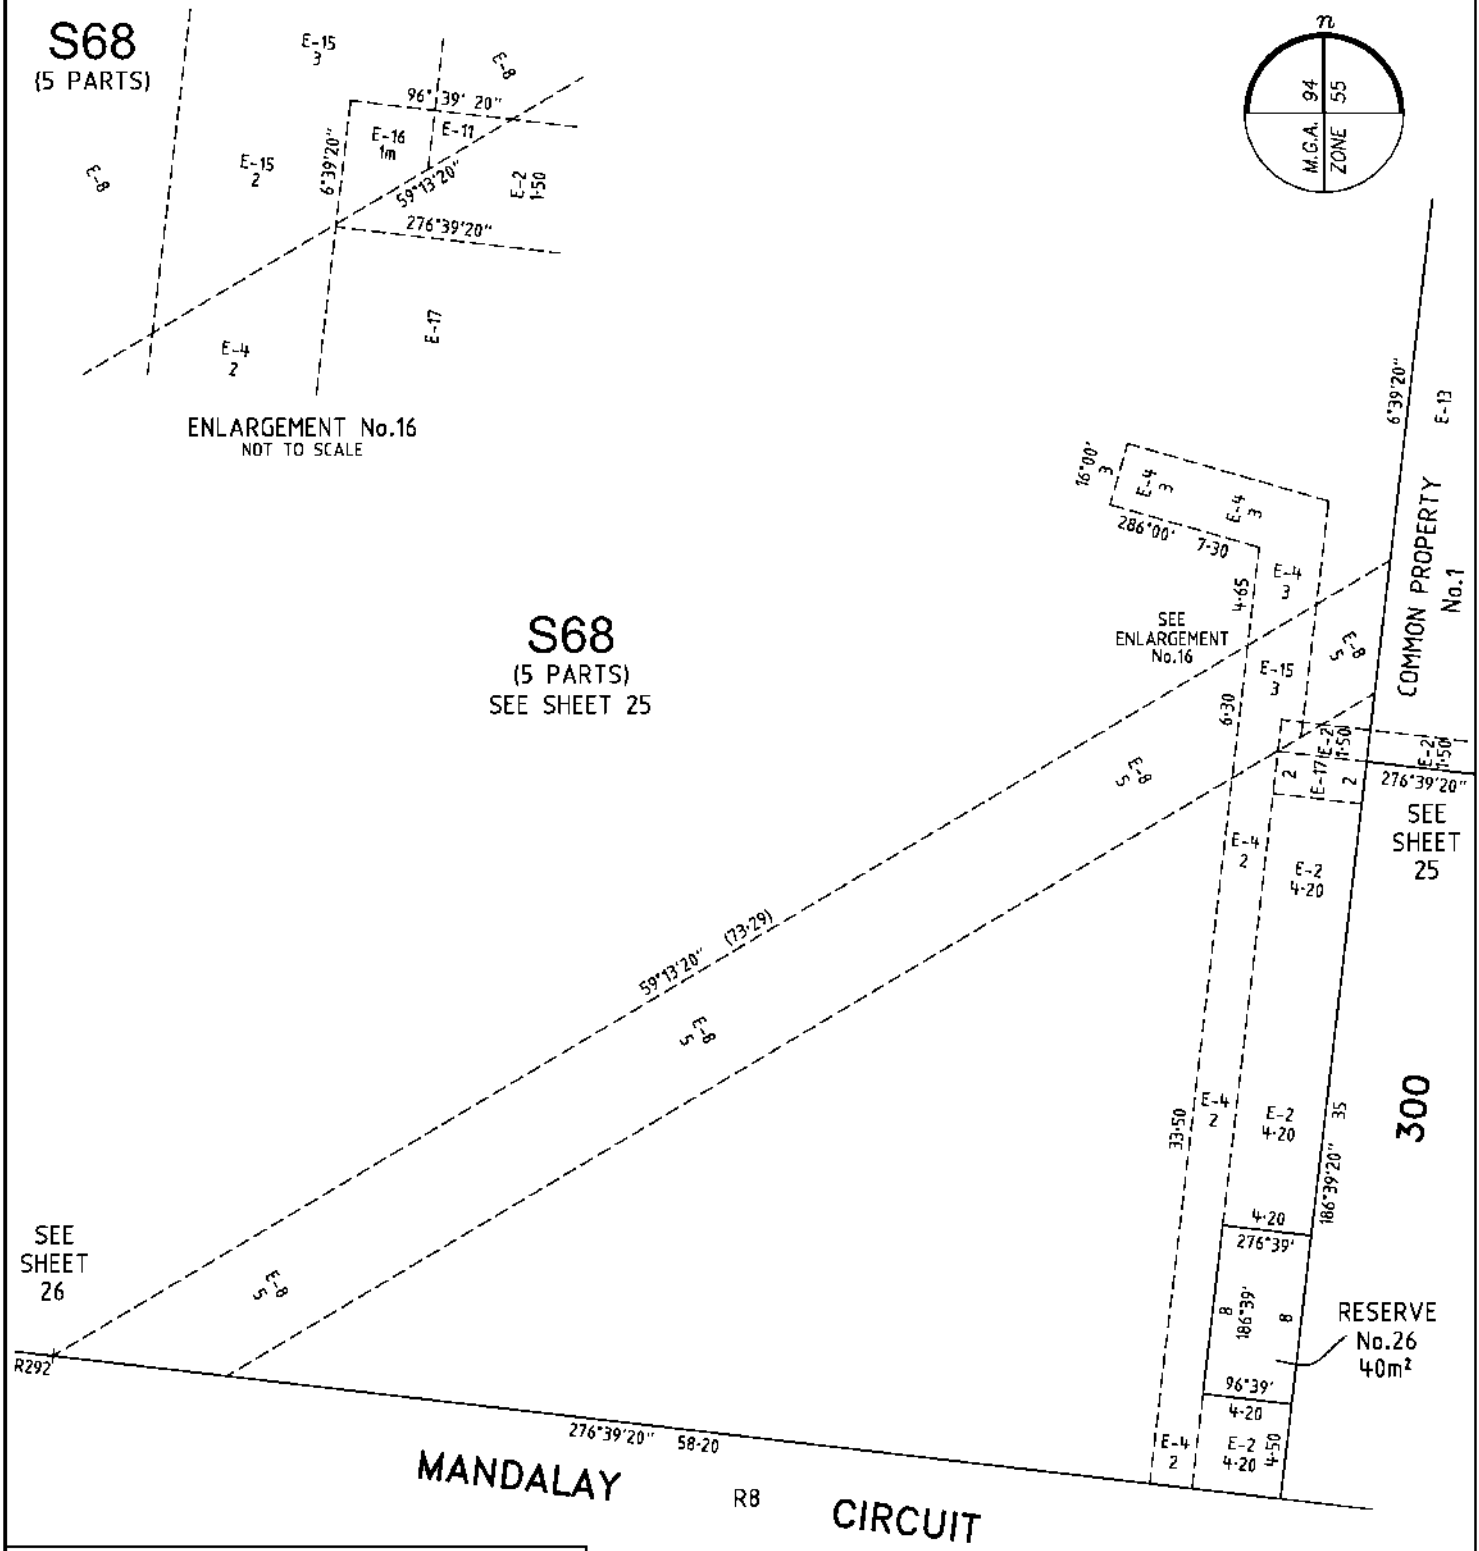 S68
(5 PARTS)
E-15
3
E-8
96°39'20"
E-16
1m
E-11
6°39'20"
E-15
2
E-8
59°13'20"
E-2
1·50
276°39'20"
E-17
E-4
2
ENLARGEMENT No.16
NOT TO SCALE
n
M.G.A. 94
ZONE 55
6°39'20"
E-13
COMMON PROPERTY
No.1
16°00'
3
E-4
3
E-4
3
286°00' 7·30
E-4
3
4·65
SEE
ENLARGEMENT
No.16
E-8
5
E-15
3
6·30
S68
(5 PARTS)
SEE SHEET 25
E-2
1·50
E-2
1·50
2
E-17
2
276°39'20"
SEE
SHEET
25
E-8
5
E-4
2
E-2
4·20
59°13'20" (73·29)
E-8
5
33·50
E-4
2
E-2
4·20
35
186°39'20"
300
4·20
276°39'
8
186°39'
8
RESERVE
No.26
40m²
96°39'
4·20
SEE
SHEET
26
E-8
5
R292
276°39'20" 58·20
E-4
2
E-2
4·20
4·50
MANDALAY
R8
CIRCUIT